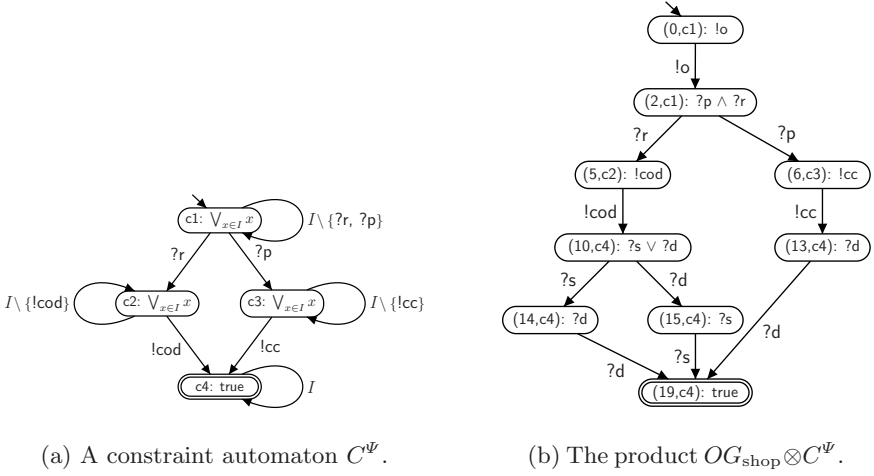 c1: ⋁x∈I x
I\{?r, ?p}
?r
?p
I\{!cod}
c2: ⋁x∈I x
c3: ⋁x∈I x
I\{!cc}
!cod
!cc
c4: true
I
(a) A constraint automaton C^Ψ.
(0,c1): !o
!o
(2,c1): ?p ∧ ?r
?r
?p
(5,c2): !cod
(6,c3): !cc
!cod
!cc
(10,c4): ?s ∨ ?d
(13,c4): ?d
?s
?d
(14,c4): ?d
(15,c4): ?s
?d
?s
?d
(19,c4): true
(b) The product OG_shop⊗C^Ψ.